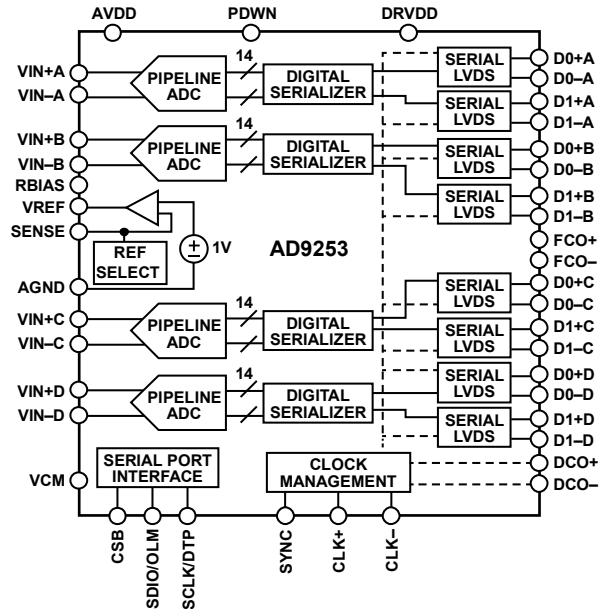 AVDD
PDWN
DRVDD
VIN+A
VIN–A
VIN+B
VIN–B
RBIAS
VREF
SENSE
AGND
VIN+C
VIN–C
VIN+D
VIN–D
VCM
PIPELINE
ADC
14
DIGITAL
SERIALIZER
SERIAL
LVDS
SERIAL
LVDS
PIPELINE
ADC
14
DIGITAL
SERIALIZER
SERIAL
LVDS
SERIAL
LVDS
REF
SELECT
+
–
1V
AD9253
PIPELINE
ADC
14
DIGITAL
SERIALIZER
SERIAL
LVDS
SERIAL
LVDS
PIPELINE
ADC
14
DIGITAL
SERIALIZER
SERIAL
LVDS
SERIAL
LVDS
SERIAL PORT
INTERFACE
CLOCK
MANAGEMENT
D0+A
D0–A
D1+A
D1–A
D0+B
D0–B
D1+B
D1–B
FCO+
FCO–
D0+C
D0–C
D1+C
D1–C
D0+D
D0–D
D1+D
D1–D
DCO+
DCO–
CSB
SDIO/OLM
SCLK/DTP
SYNC
CLK+
CLK–